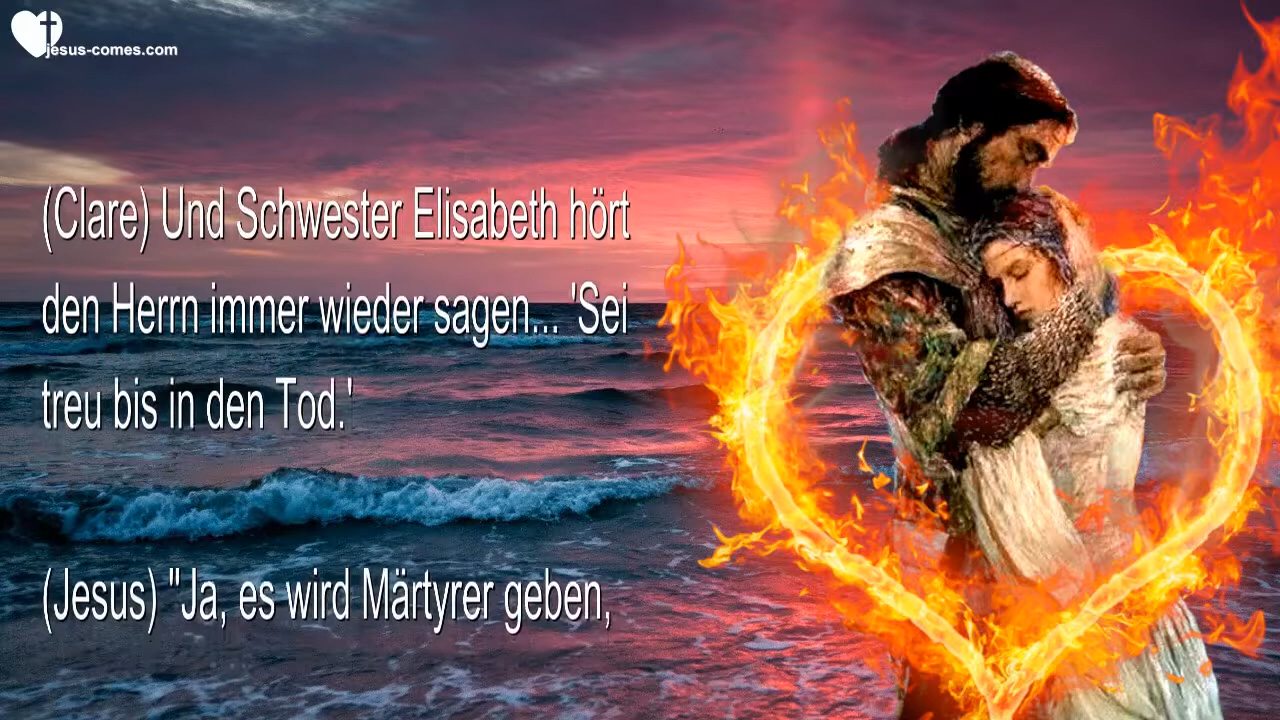 jesus-comes.com
(Clare) Und Schwester Elisabeth hört
den Herrn immer wieder sagen... 'Sei
treu bis in den Tod.'
(Jesus) "Ja, es wird Märtyrer geben,